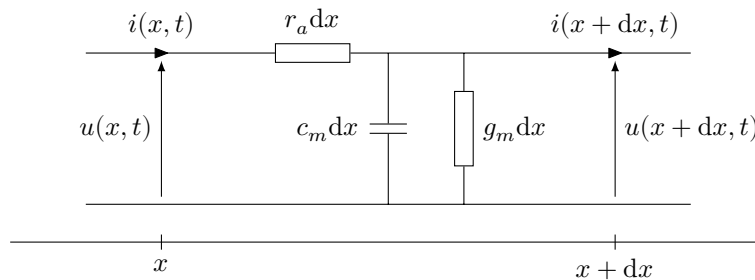 i(x, t) r_a dx i(x + dx, t)
u(x, t) c_m dx g_m dx u(x + dx, t)
x x + dx